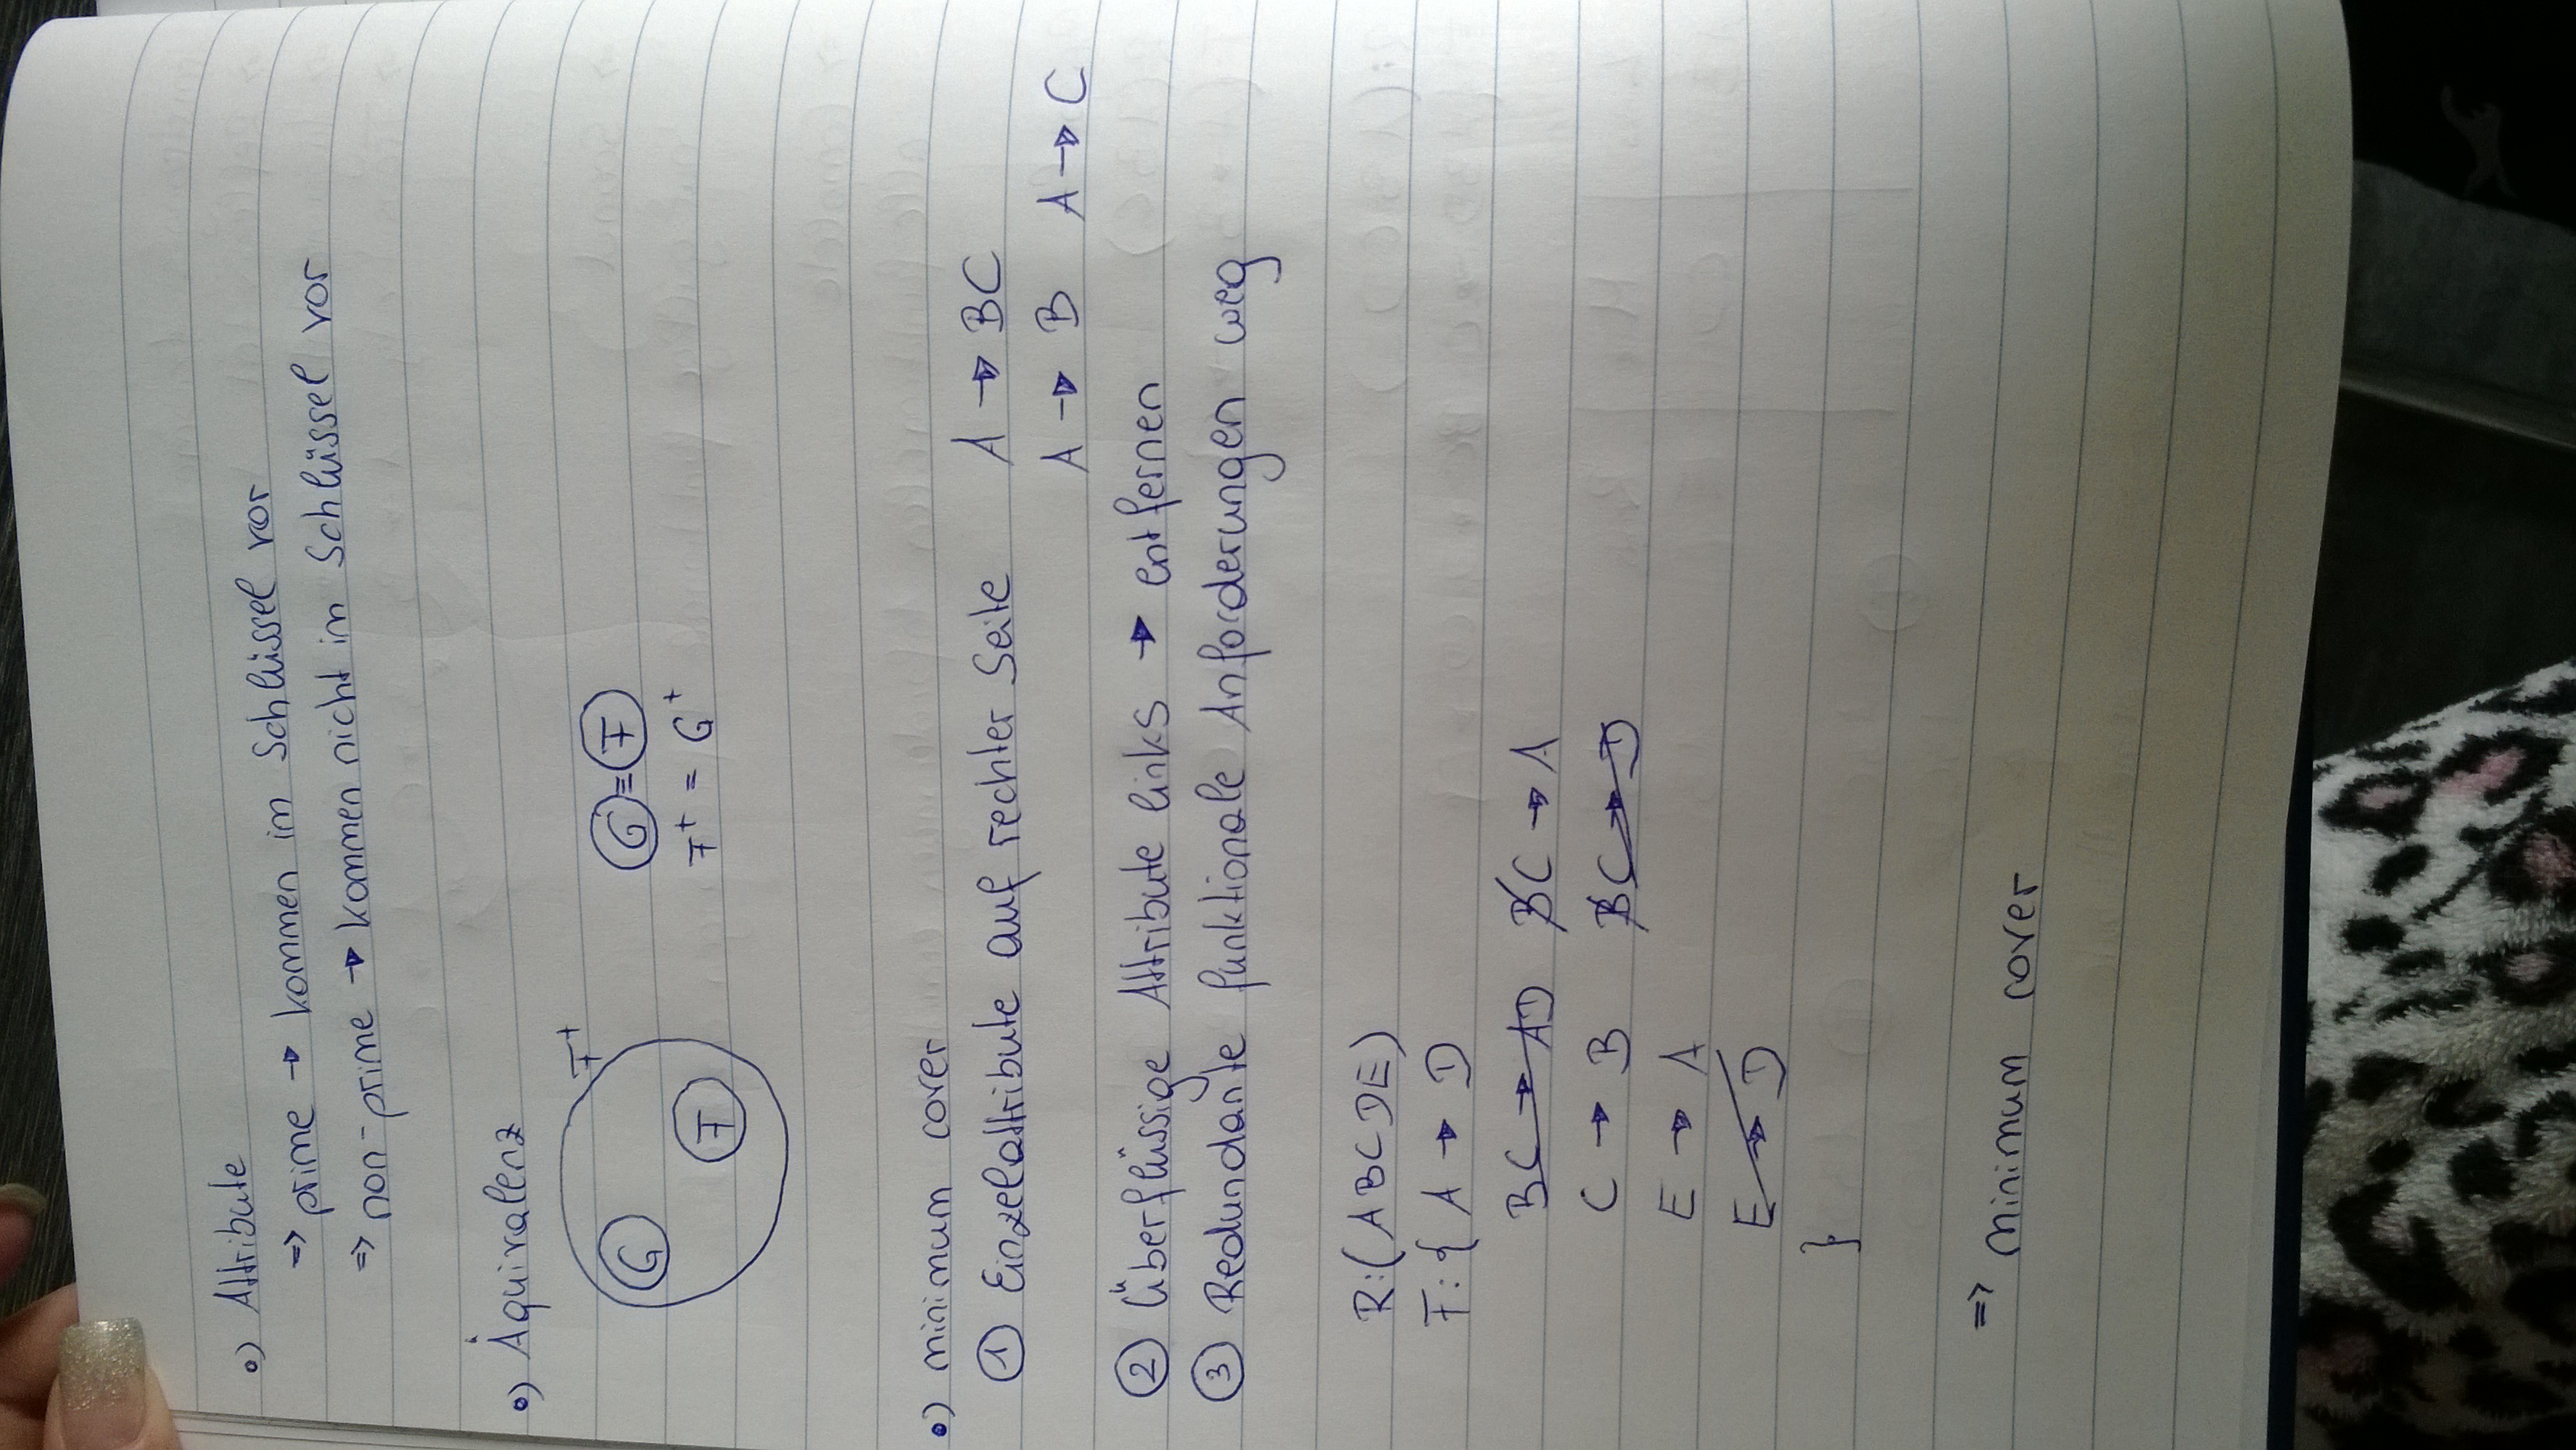 o) Attribute
=> prime → kommen im Schlüssel vor
=> non-prime → kommen nicht im Schlüssel vor
o) Äquivalenz
F⁺
G ≡ F
G
F⁺ = G⁺
F
o) minimum cover
① Einzelattribute auf rechter Seite A → BC
A → B A → C
② Überflüssige Attribute links → entfernen
③ Redundante funktionale Anforderungen weg
R:(ABCDE)
F:{ A → D
BC → AD BC → A
C → B BC → D
E → A
E → D
}
=> minimum cover